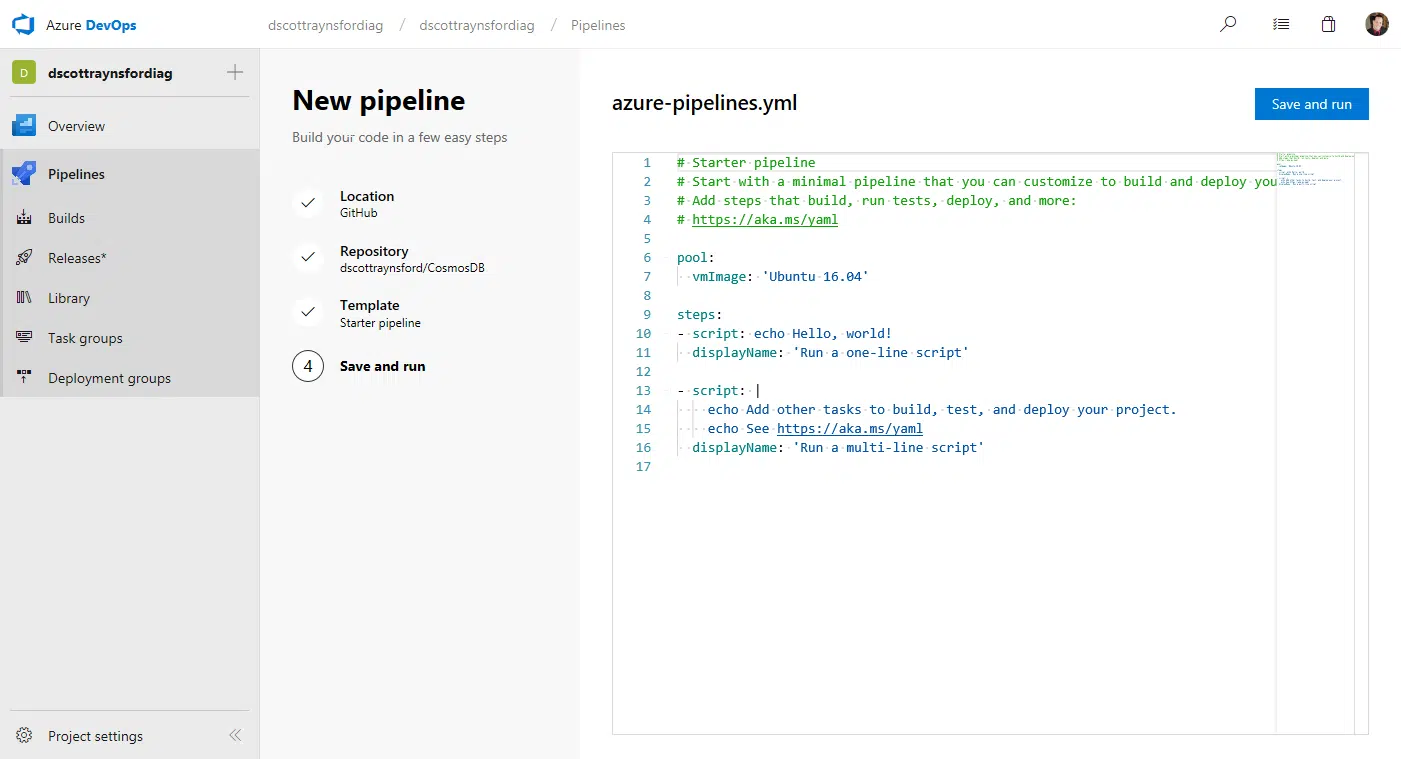 Azure DevOps
dscottraynsfordiag / dscottraynsfordiag / Pipelines
D dscottraynsfordiag
Overview
Pipelines
Builds
Releases*
Library
Task groups
Deployment groups
Project settings
New pipeline
Build your code in a few easy steps
Location
GitHub
Repository
dscottraynsford/CosmosDB
Template
Starter pipeline
4 Save and run
azure-pipelines.yml
Save and run
1 # Starter pipeline
2 # Start with a minimal pipeline that you can customize to build and deploy you
3 # Add steps that build, run tests, deploy, and more:
4 # https://aka.ms/yaml
5
6 pool:
7   vmImage: 'Ubuntu 16.04'
8
9 steps:
10 - script: echo Hello, world!
11   displayName: 'Run a one-line script'
12
13 - script: |
14     echo Add other tasks to build, test, and deploy your project.
15     echo See https://aka.ms/yaml
16   displayName: 'Run a multi-line script'
17